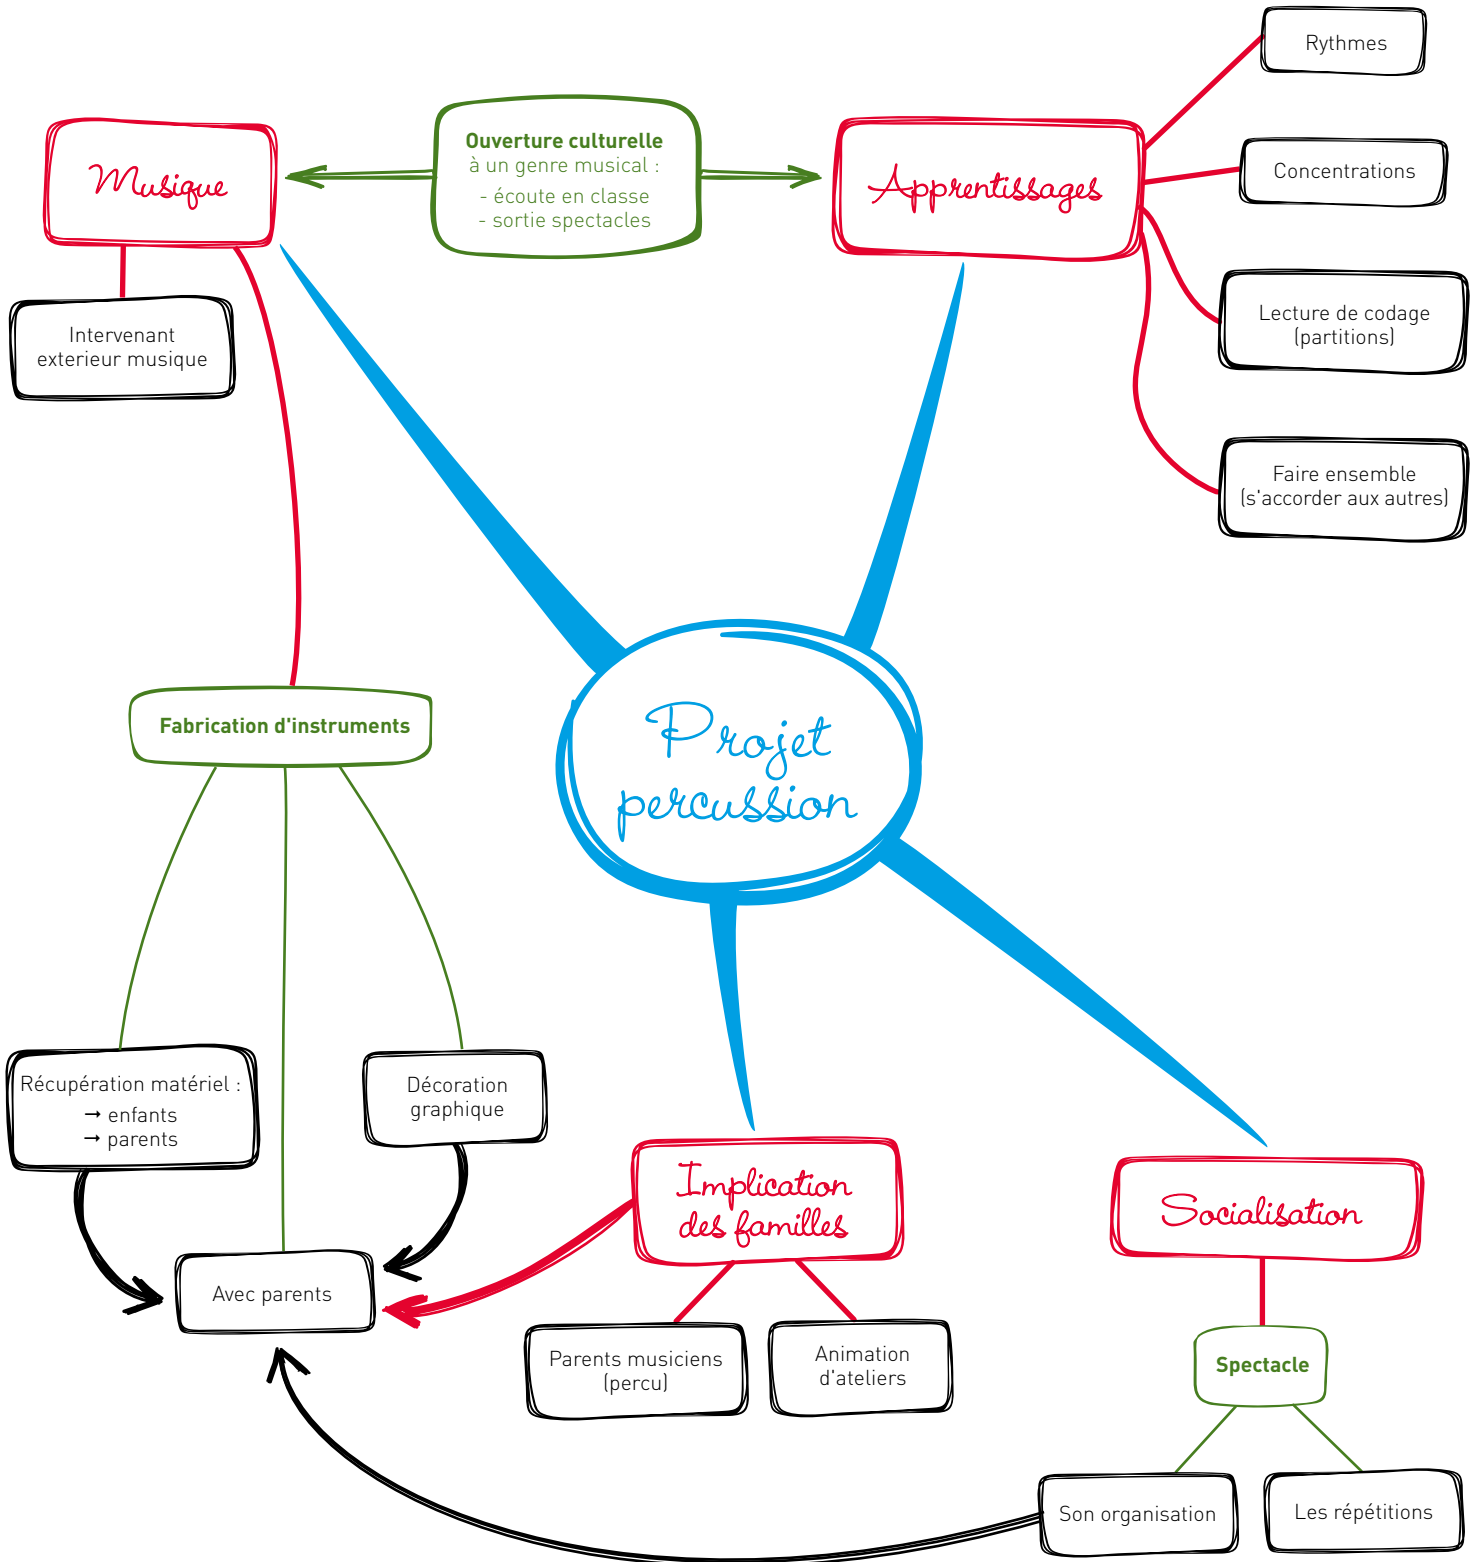 Rythmes
Ouverture culturelle
à un genre musical :
- écoute en classe
- sortie spectacles
Musique
Apprentissages
Concentrations
Intervenant
exterieur musique
Lecture de codage
(partitions)
Faire ensemble
(s'accorder aux autres)
Projet
percussion
Fabrication d'instruments
Récupération matériel :
→ enfants
→ parents
Décoration
graphique
Avec parents
Implication
des familles
Socialisation
Parents musiciens
(percu)
Animation
d'ateliers
Spectacle
Son organisation
Les répétitions